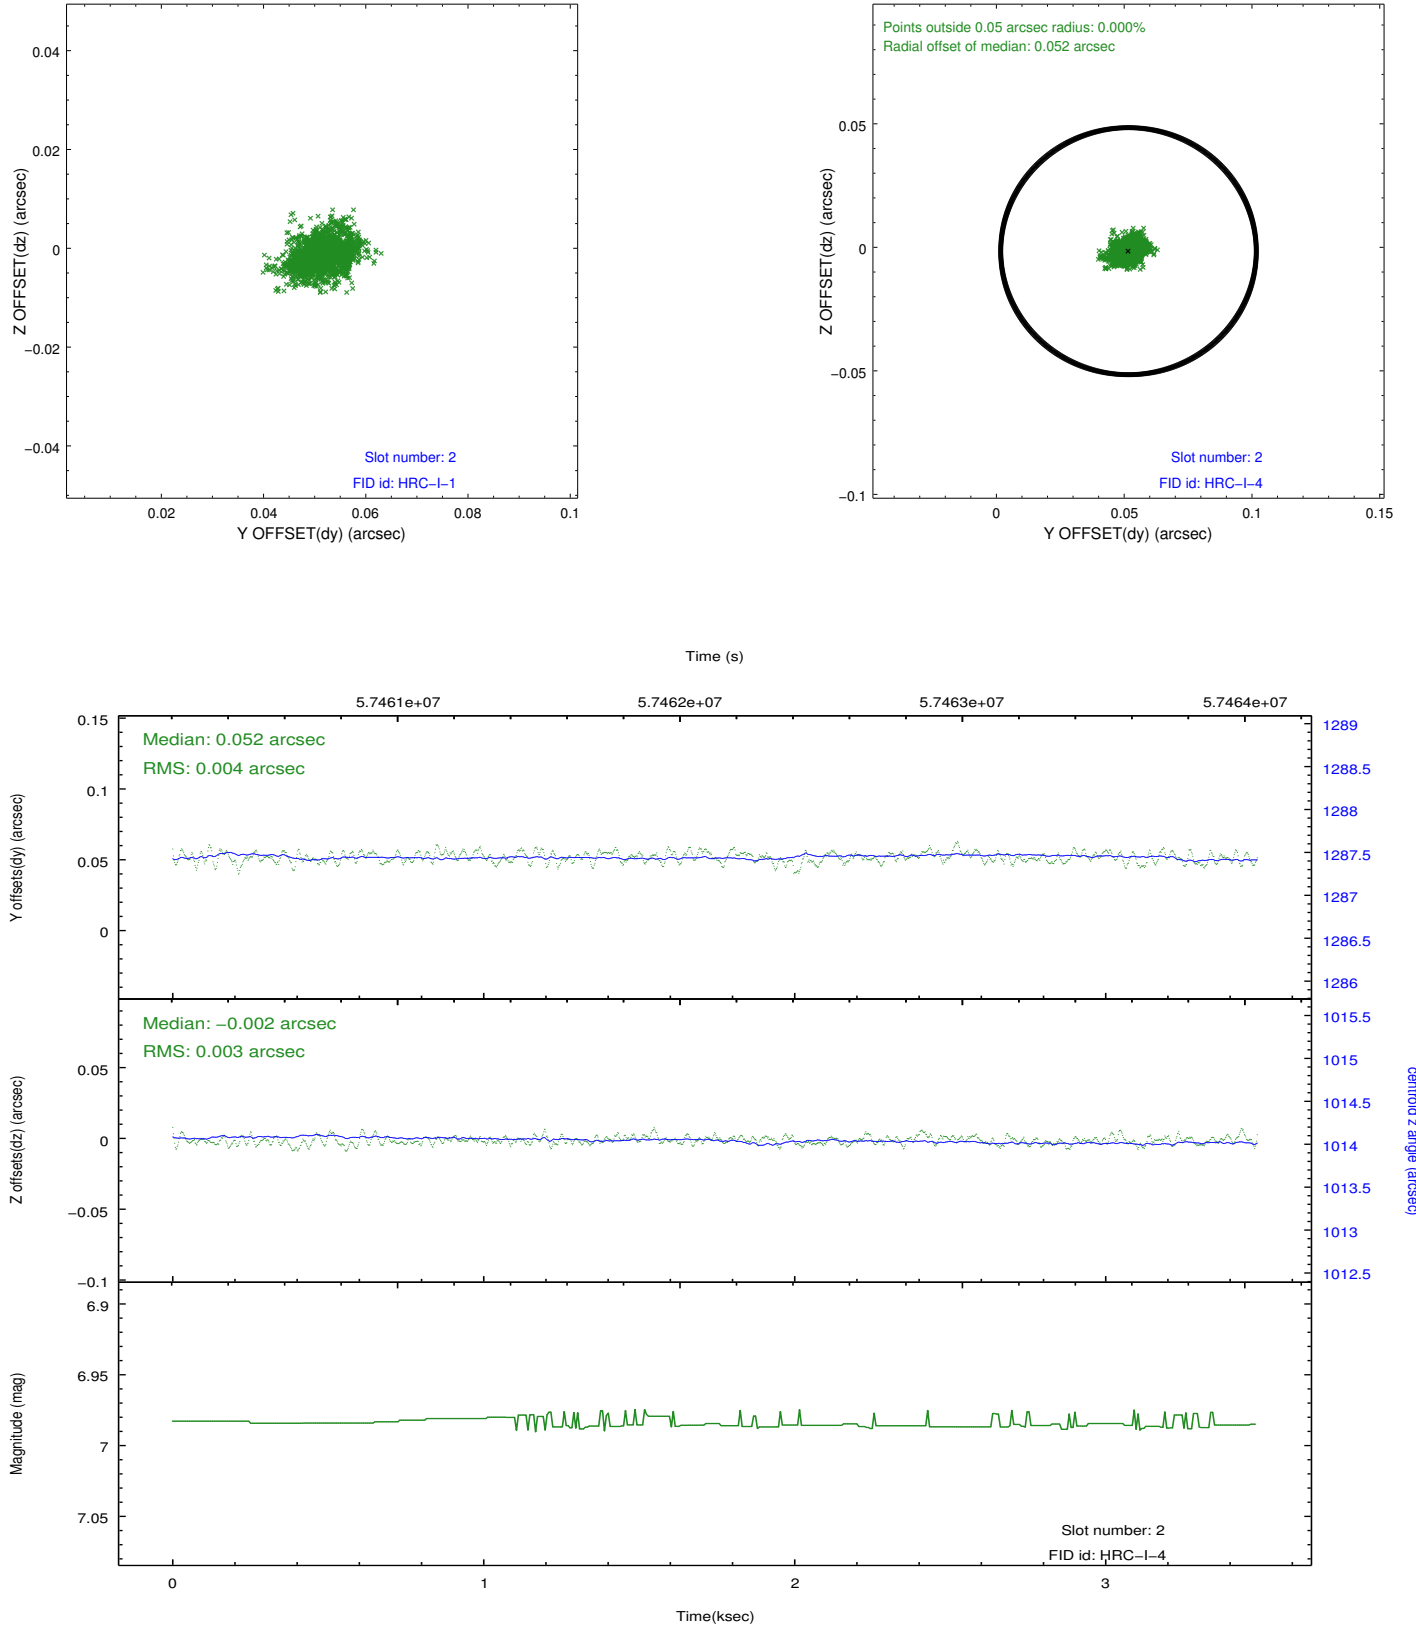 0.04
0.02
0
−0.02
−0.04
Z OFFSET(dz) (arcsec)
Slot number: 2
FID id: HRC−I−1
0.02
0.04
0.06
0.08
0.1
Y OFFSET(dy) (arcsec)
Points outside 0.05 arcsec radius: 0.000%
Radial offset of median: 0.052 arcsec
0.05
0
−0.05
−0.1
Z OFFSET(dz) (arcsec)
Slot number: 2
FID id: HRC−I−4
0
0.05
0.1
0.15
Y OFFSET(dy) (arcsec)
Time (s)
5.7461e+07
5.7462e+07
5.7463e+07
5.7464e+07
Median: 0.052 arcsec
RMS: 0.004 arcsec
0.15
0.1
0.05
0
Y offsets(dy) (arcsec)
1289
1288.5
1288
1287.5
1287
1286.5
1286
Median: −0.002 arcsec
RMS: 0.003 arcsec
0.05
0
−0.05
−0.1
Z offsets(dz) (arcsec)
1015.5
1015
1014.5
1014
1013.5
1013
1012.5
centroid z angle (arcsec)
6.9
6.95
7
7.05
Magnitude (mag)
Slot number: 2
FID id: HRC−I−4
0
1
2
3
Time(ksec)